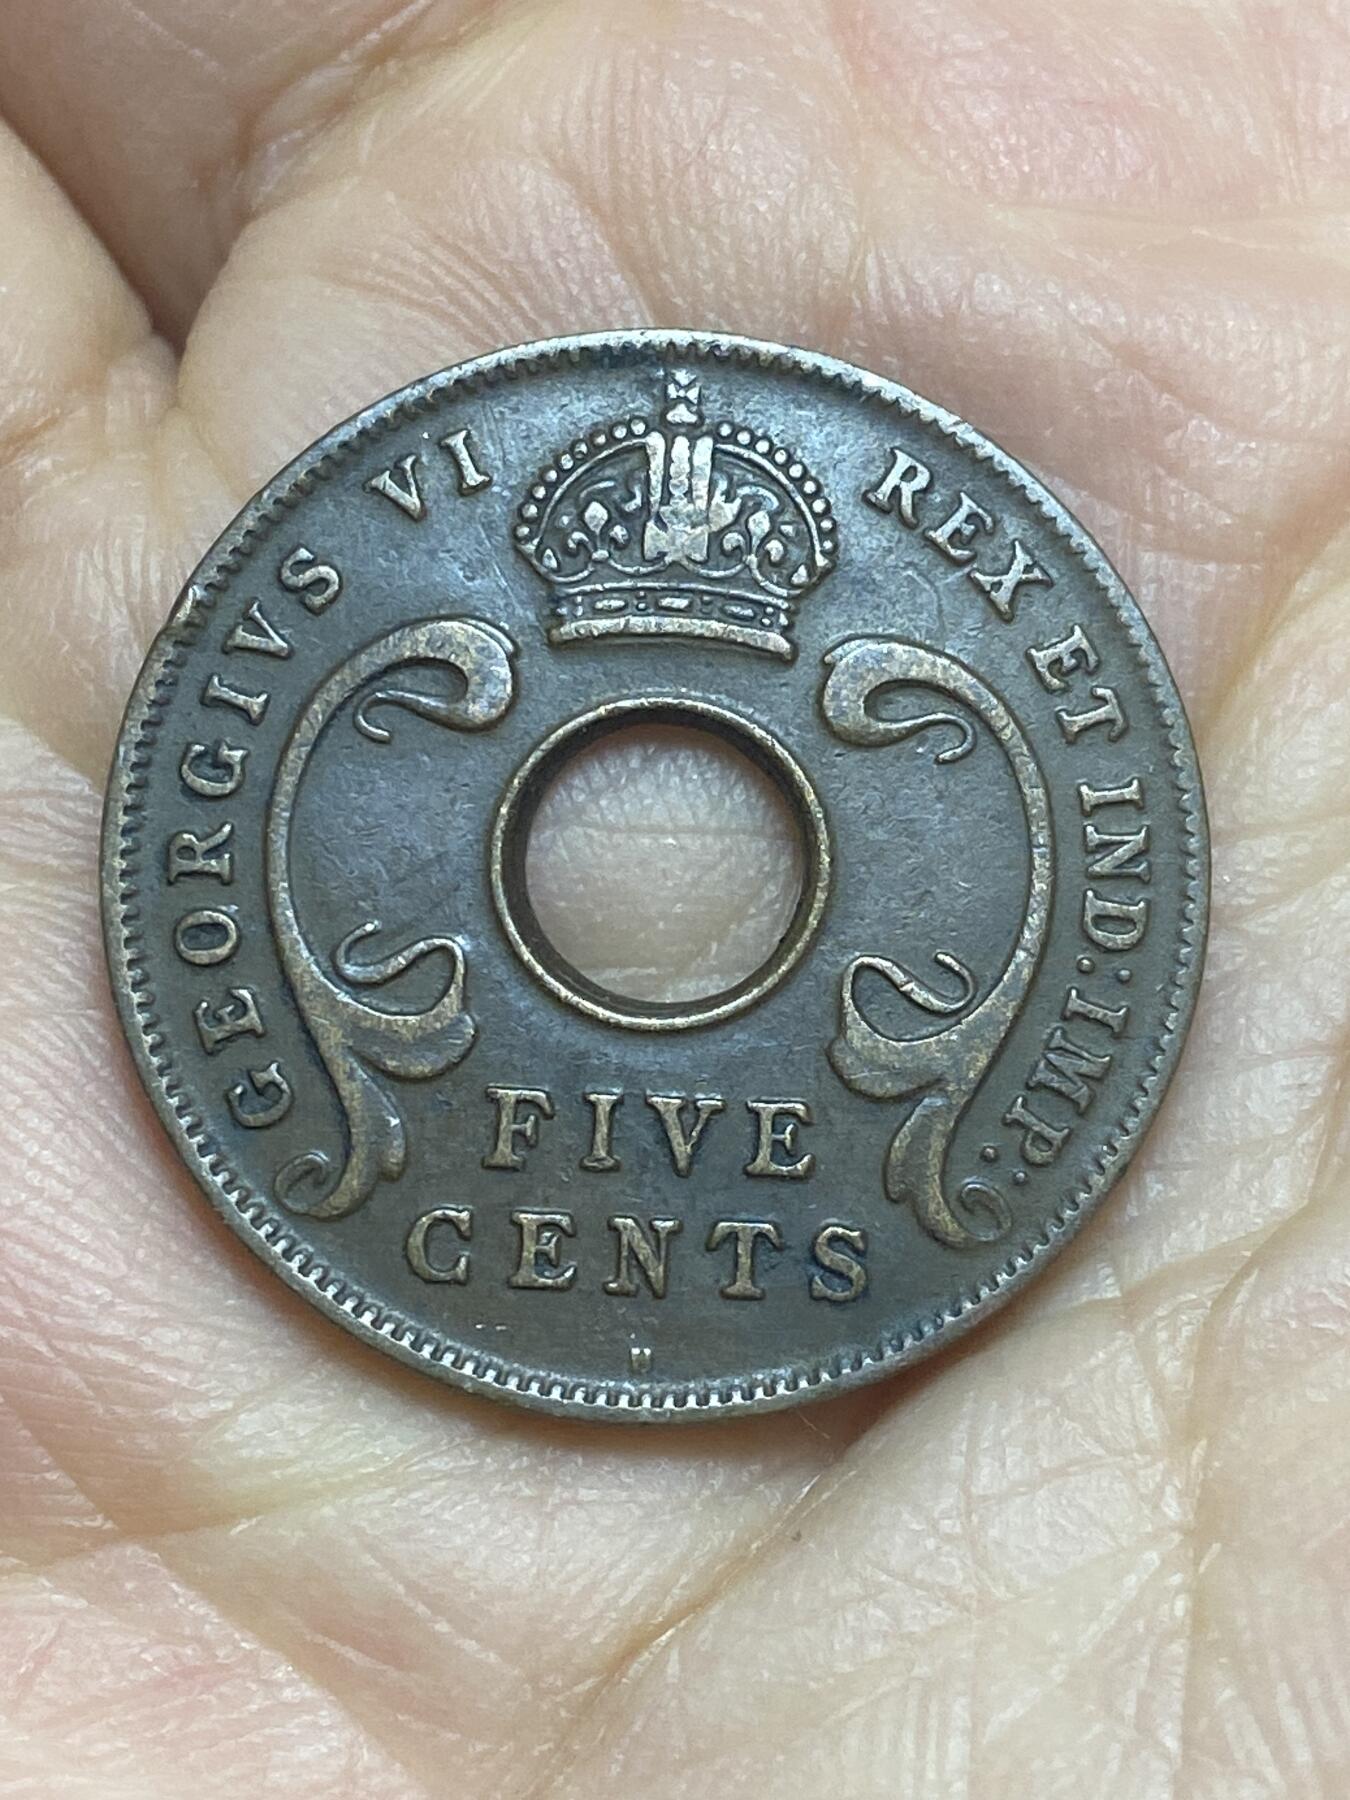 GEORGIVS VI REX ET IND:IMP:
FIVE
CENTS
H